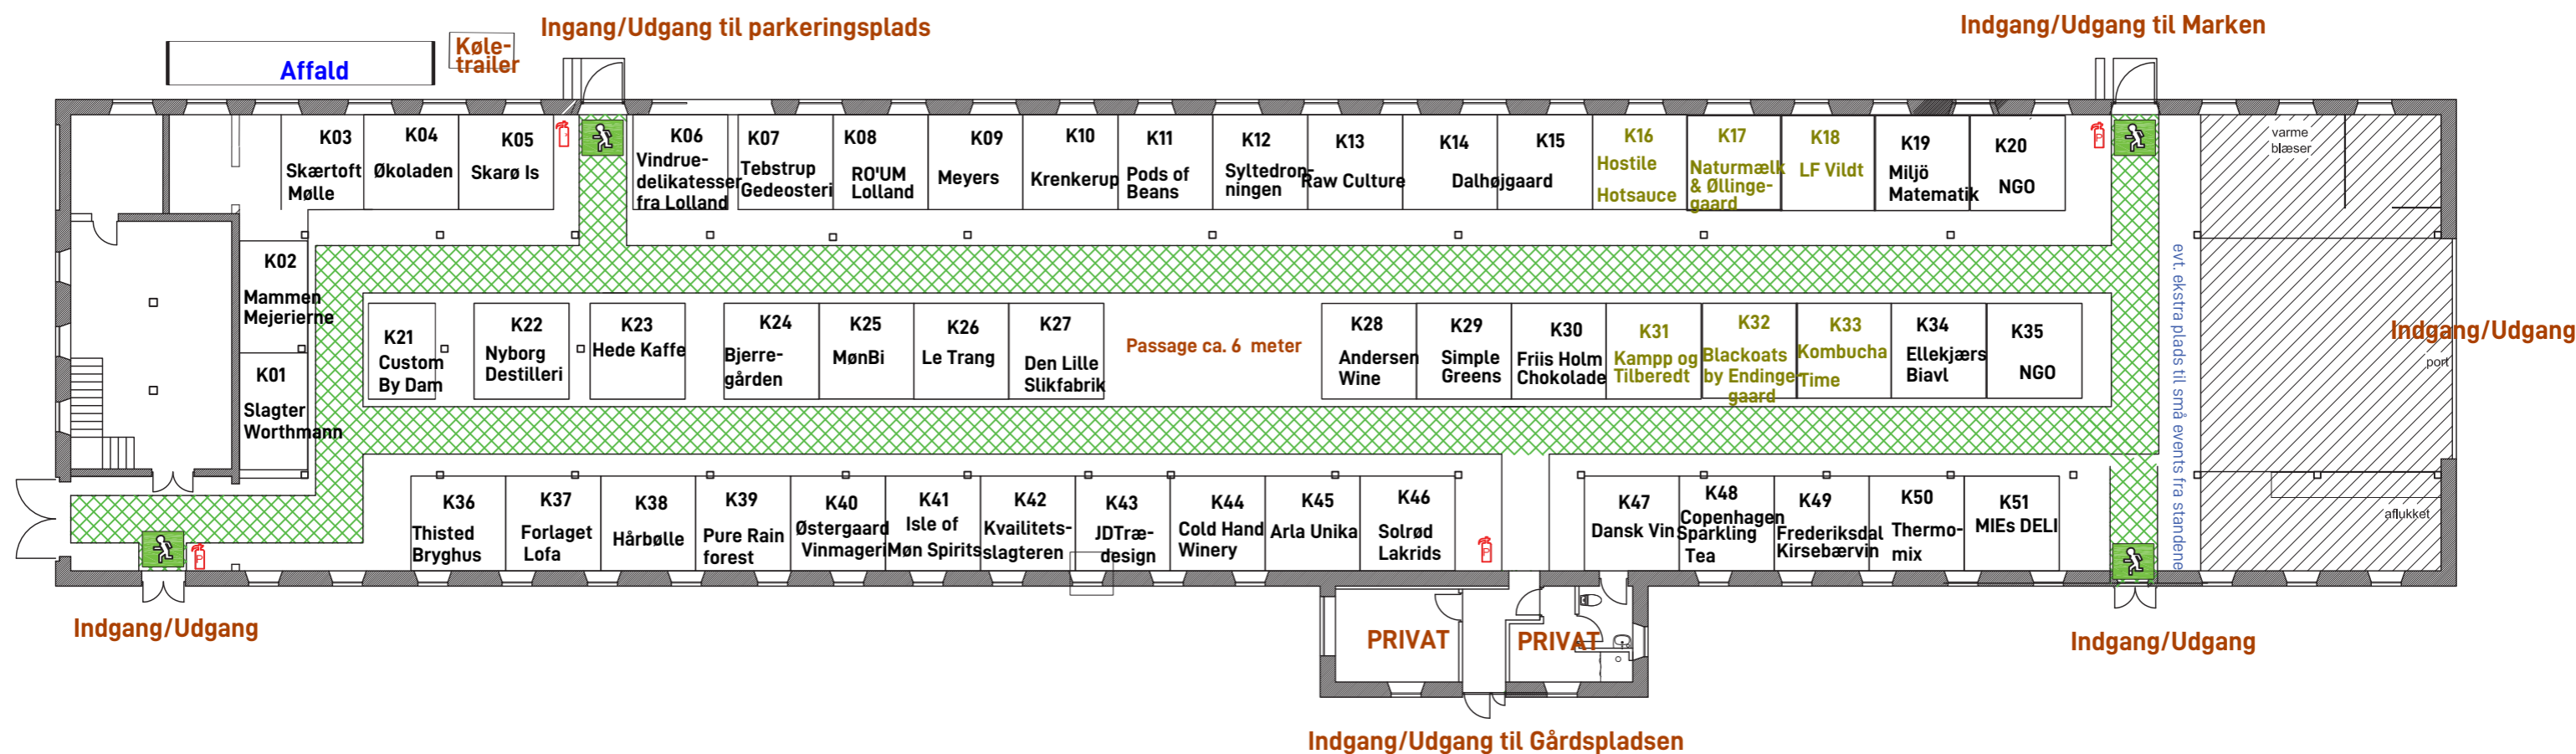 Ingang/Udgang til parkeringsplads
Indgang/Udgang til Marken
Køle-
trailer
Affald
K03
Skærtoft
Mølle
K04
Økoladen
K05
Skarø Is
K06
Vindrue-
delikatesser
fra Lolland
K07
Tebstrup
Gedeosteri
K08
RO'UM
Lolland
K09
Meyers
K10
Krenkerup
K11
Pods of
Beans
K12
Syltedron-
ningen
K13
Raw Culture
K14
K15
Dalhøjgaard
K16
Hostile
Hotsauce
K17
Naturmælk
& Øllinge-
gaard
K18
LF Vildt
K19
Miljö
Matematik
K20
NGO
varme
blæser
K02
Mammen
Mejerierne
K01
Slagter
Worthmann
K21
Custom
By Dam
K22
Nyborg
Destilleri
K23
Hede Kaffe
K24
Bjerre-
gården
K25
MønBi
K26
Le Trang
K27
Den Lille
Slikfabrik
Passage ca. 6 meter
K28
Andersen
Wine
K29
Simple
Greens
K30
Friis Holm
Chokolade
K31
Kampp og
Tilberedt
K32
Blackoats
by Endinge-
gaard
K33
Kombucha
Time
K34
Ellekjærs
Biavl
K35
NGO
evt. ekstra plads til små events fra standene
Indgang/Udgang
port
K36
Thisted
Bryghus
K37
Forlaget
Lofa
K38
Hårbølle
K39
Pure Rain
forest
K40
Østergaard
Vinmageri
K41
Isle of
Møn Spirits
K42
Kvailitets-
slagteren
K43
JDTræ-
design
K44
Cold Hand
Winery
K45
Arla Unika
K46
Solrød
Lakrids
K47
Dansk Vin
K48
Copenhagen
Sparkling
Tea
K49
Frederiksdal
Kirsebærvin
K50
Thermo-
mix
K51
MIEs DELI
aflukket
Indgang/Udgang
PRIVAT
PRIVAT
Indgang/Udgang
Indgang/Udgang til Gårdspladsen